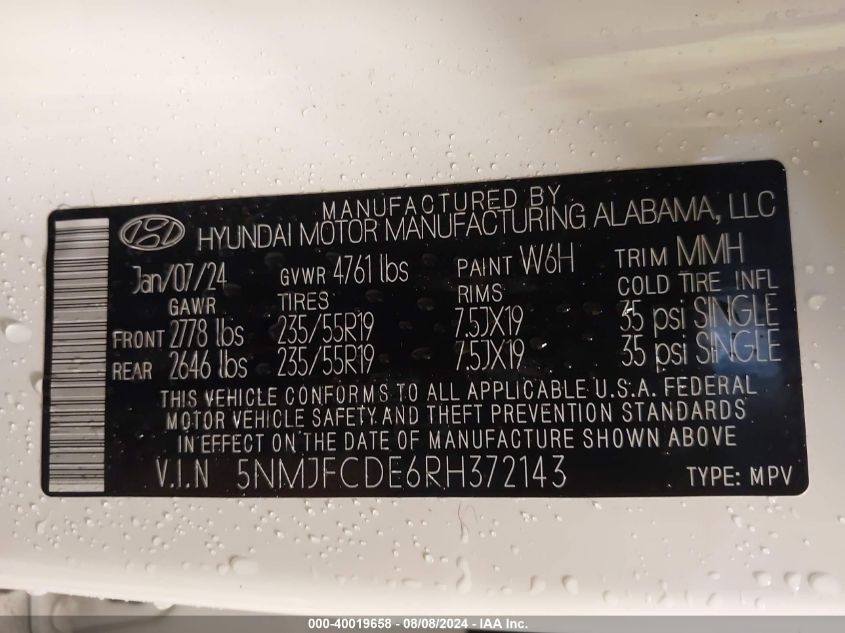 MANUFACTURED BY
HYUNDAI MOTOR MANUFACTURING ALABAMA, LLC
Jan/07/24 GVWR 4761 lbs PAINT W6H TRIM MMH
GAWR TIRES RIMS COLD TIRE INFL
FRONT 2778 lbs 235/55R19 7.5JX19 35 psi SINGLE
REAR 2646 lbs 235/55R19 7.5JX19 35 psi SINGLE
THIS VEHICLE CONFORMS TO ALL APPLICABLE U.S.A. FEDERAL
MOTOR VEHICLE SAFETY AND THEFT PREVENTION STANDARDS
IN EFFECT ON THE DATE OF MANUFACTURE SHOWN ABOVE
V.I.N 5NMJFCDE6RH372143 TYPE: MPV
000-40019658 - 08/08/2024 - IAA Inc.